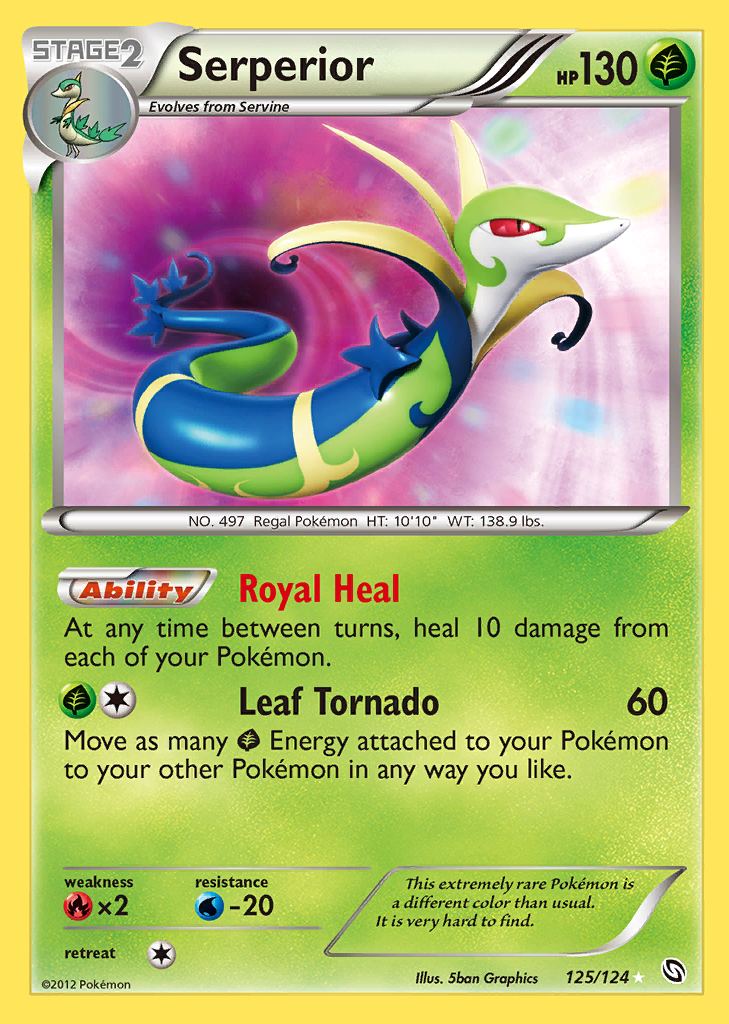 STAGE2
Serperior
HP130
Evolves from Servine
NO. 497 Regal Pokémon HT: 10'10" WT: 138.9 lbs.
Ability Royal Heal
At any time between turns, heal 10 damage from
each of your Pokémon.
Leaf Tornado 60
Move as many Energy attached to your Pokémon
to your other Pokémon in any way you like.
weakness resistance
×2 -20
retreat
This extremely rare Pokémon is
a different color than usual.
It is very hard to find.
©2012 Pokémon Illus. 5ban Graphics 125/124